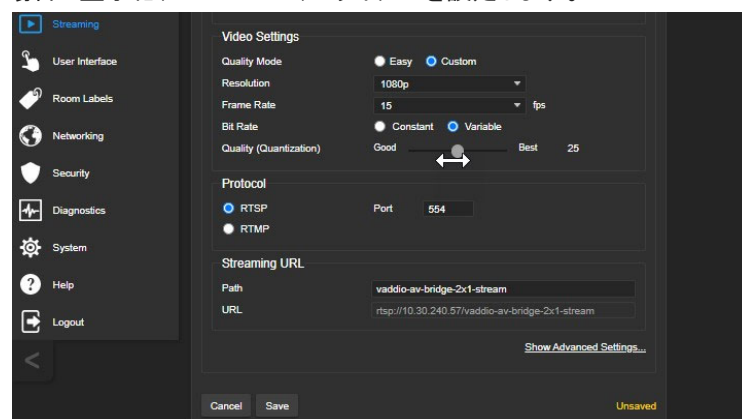 Streaming
User Interface
Room Labels
Networking
Security
Diagnostics
System
Help
Logout
Video Settings
Quality Mode Easy Custom
Resolution 1080p
Frame Rate 15 fps
Bit Rate Constant Variable
Quality (Quantization) Good Best 25
Protocol
RTSP Port 554
RTMP
Streaming URL
Path vaddio-av-bridge-2x1-stream
URL rtsp://10.30.240.57/vaddio-av-bridge-2x1-stream
Show Advanced Settings...
Cancel Save Unsaved